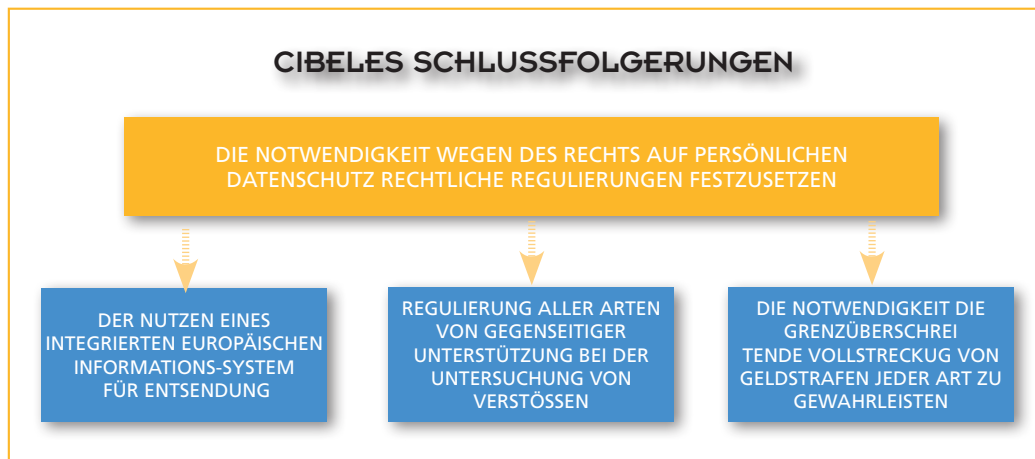 CIBELES SCHLUSSFOLGERUNGEN
DIE NOTWENDIGKEIT WEGEN DES RECHTS AUF PERSÖNLICHEN
DATENSCHUTZ RECHTLICHE REGULIERUNGEN FESTZUSETZEN
DER NUTZEN EINES
INTEGRIERTEN EUROPÄISCHEN
INFORMATIONS-SYSTEM
FÜR ENTSENDUNG
REGULIERUNG ALLER ARTEN
VON GEGENSEITIGER
UNTERSTÜTZUNG BEI DER
UNTERSUCHUNG VON
VERSTÖSSEN
DIE NOTWENDIGKEIT DIE
GRENZÜBERSCHREI
TENDE VOLLSTRECKUG VON
GELDSTRAFEN JEDER ART ZU
GEWAHRLEISTEN